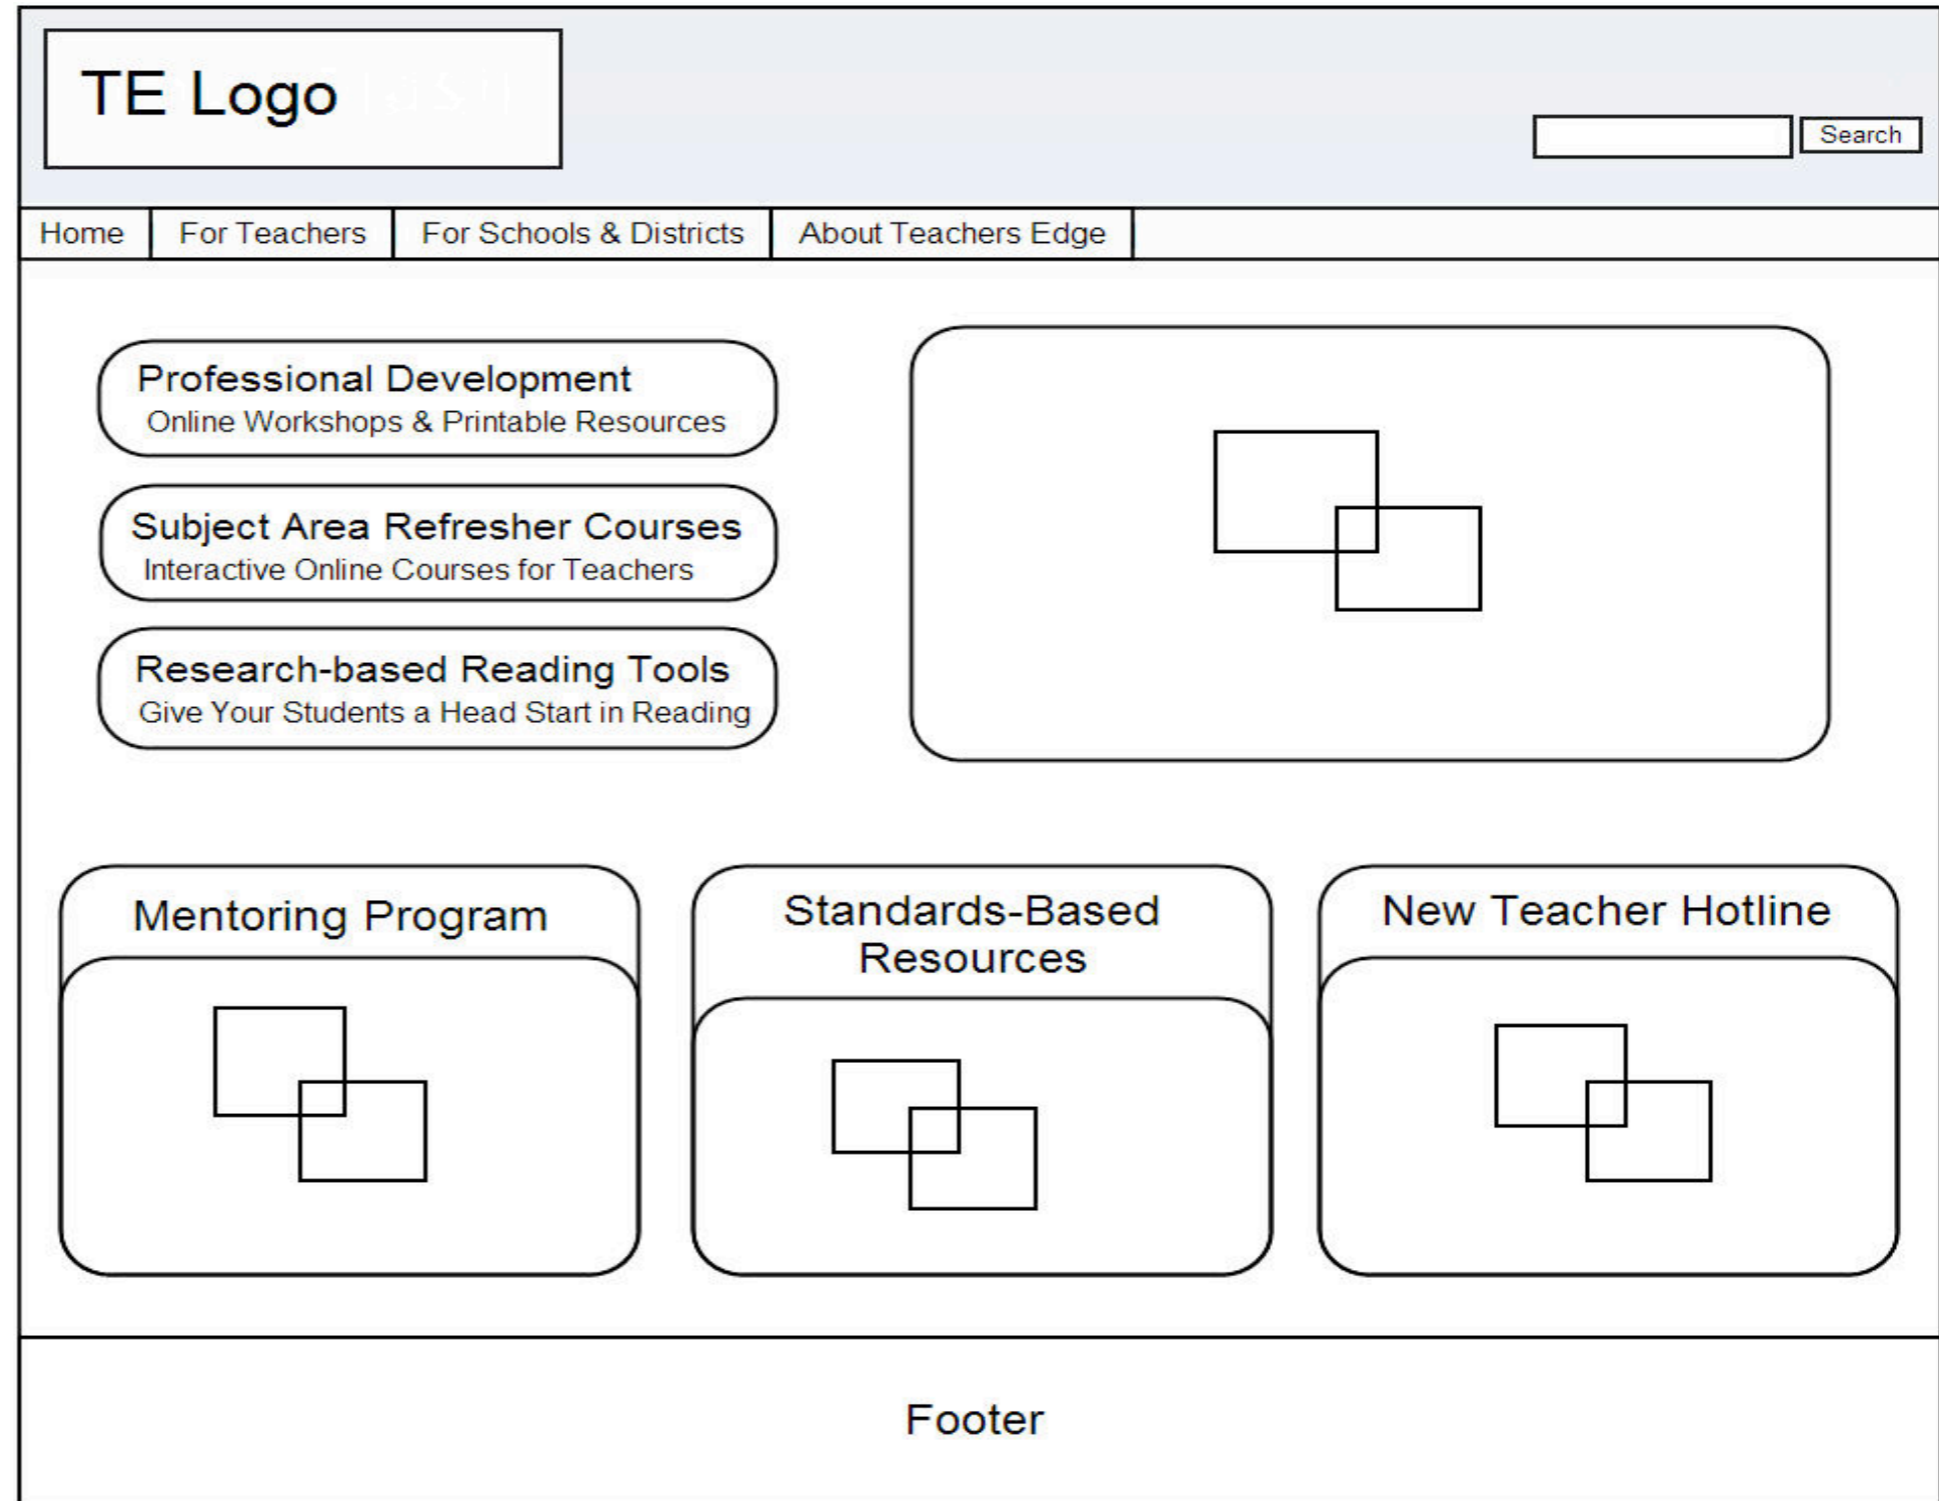 TE Logo
Search
Home
For Teachers
For Schools & Districts
About Teachers Edge
Professional Development
Online Workshops & Printable Resources
Subject Area Refresher Courses
Interactive Online Courses for Teachers
Research-based Reading Tools
Give Your Students a Head Start in Reading
Mentoring Program
Standards-Based
Resources
New Teacher Hotline
Footer